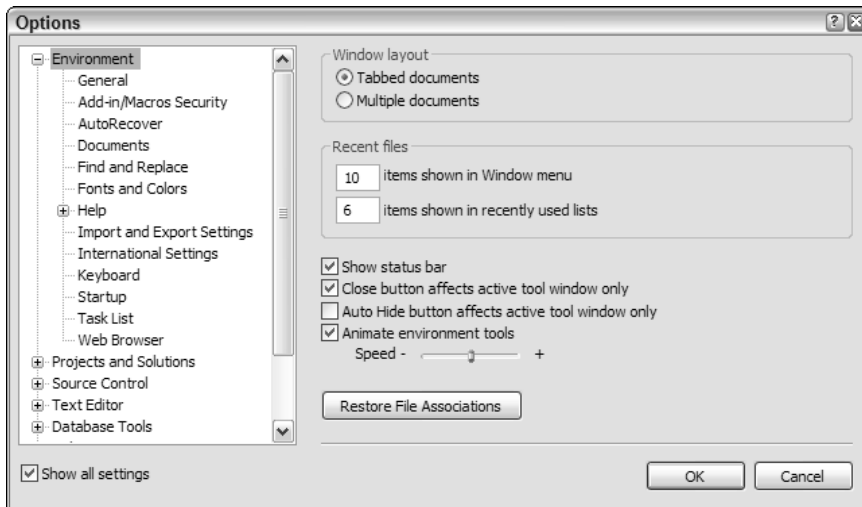 Options
Environment
General
Add-in/Macros Security
AutoRecover
Documents
Find and Replace
Fonts and Colors
Help
Import and Export Settings
International Settings
Keyboard
Startup
Task List
Web Browser
Projects and Solutions
Source Control
Text Editor
Database Tools
Show all settings
Window layout
Tabbed documents
Multiple documents
Recent files
10 items shown in Window menu
6 items shown in recently used lists
Show status bar
Close button affects active tool window only
Auto Hide button affects active tool window only
Animate environment tools
Speed - +
Restore File Associations
OK Cancel